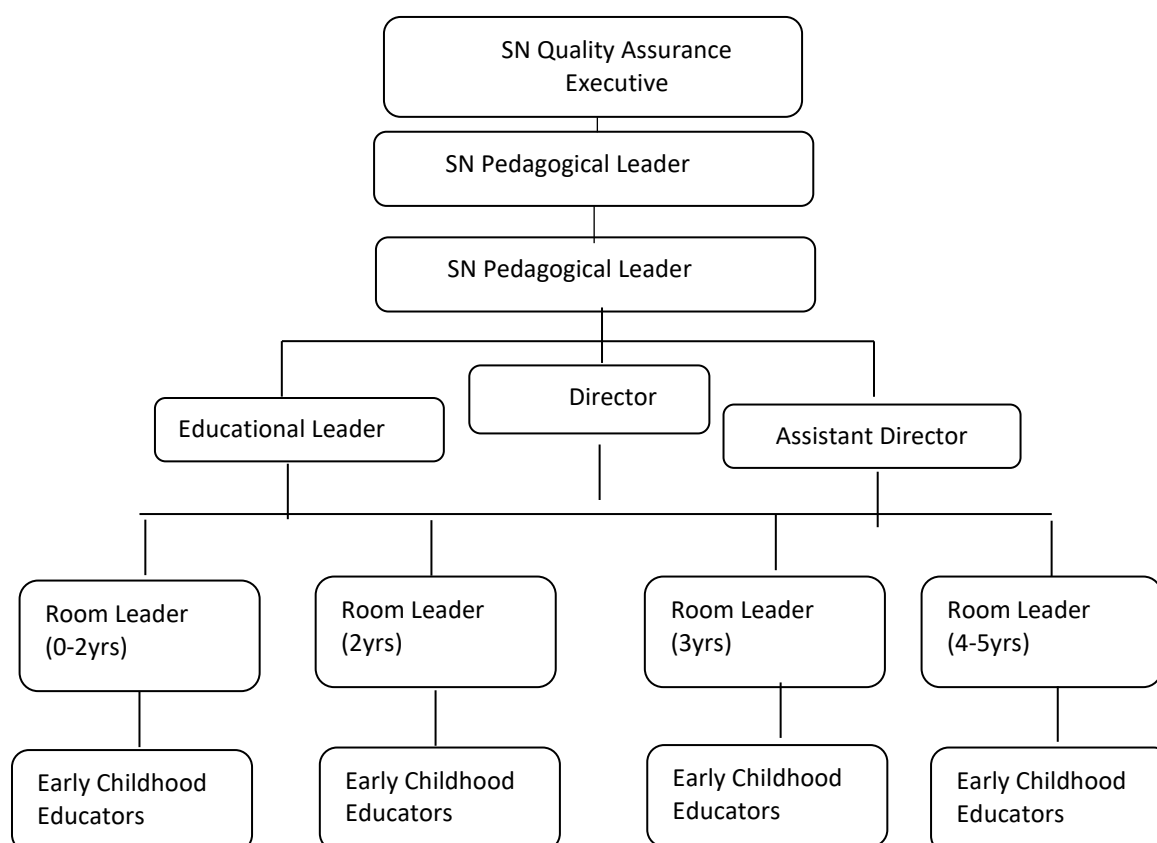 SN Quality Assurance
Executive
SN Pedagogical Leader
SN Pedagogical Leader
Director
Educational Leader
Assistant Director
Room Leader
(0-2yrs)
Room Leader
(2yrs)
Room Leader
(3yrs)
Room Leader
(4-5yrs)
Early Childhood
Educators
Early Childhood
Educators
Early Childhood
Educators
Early Childhood
Educators